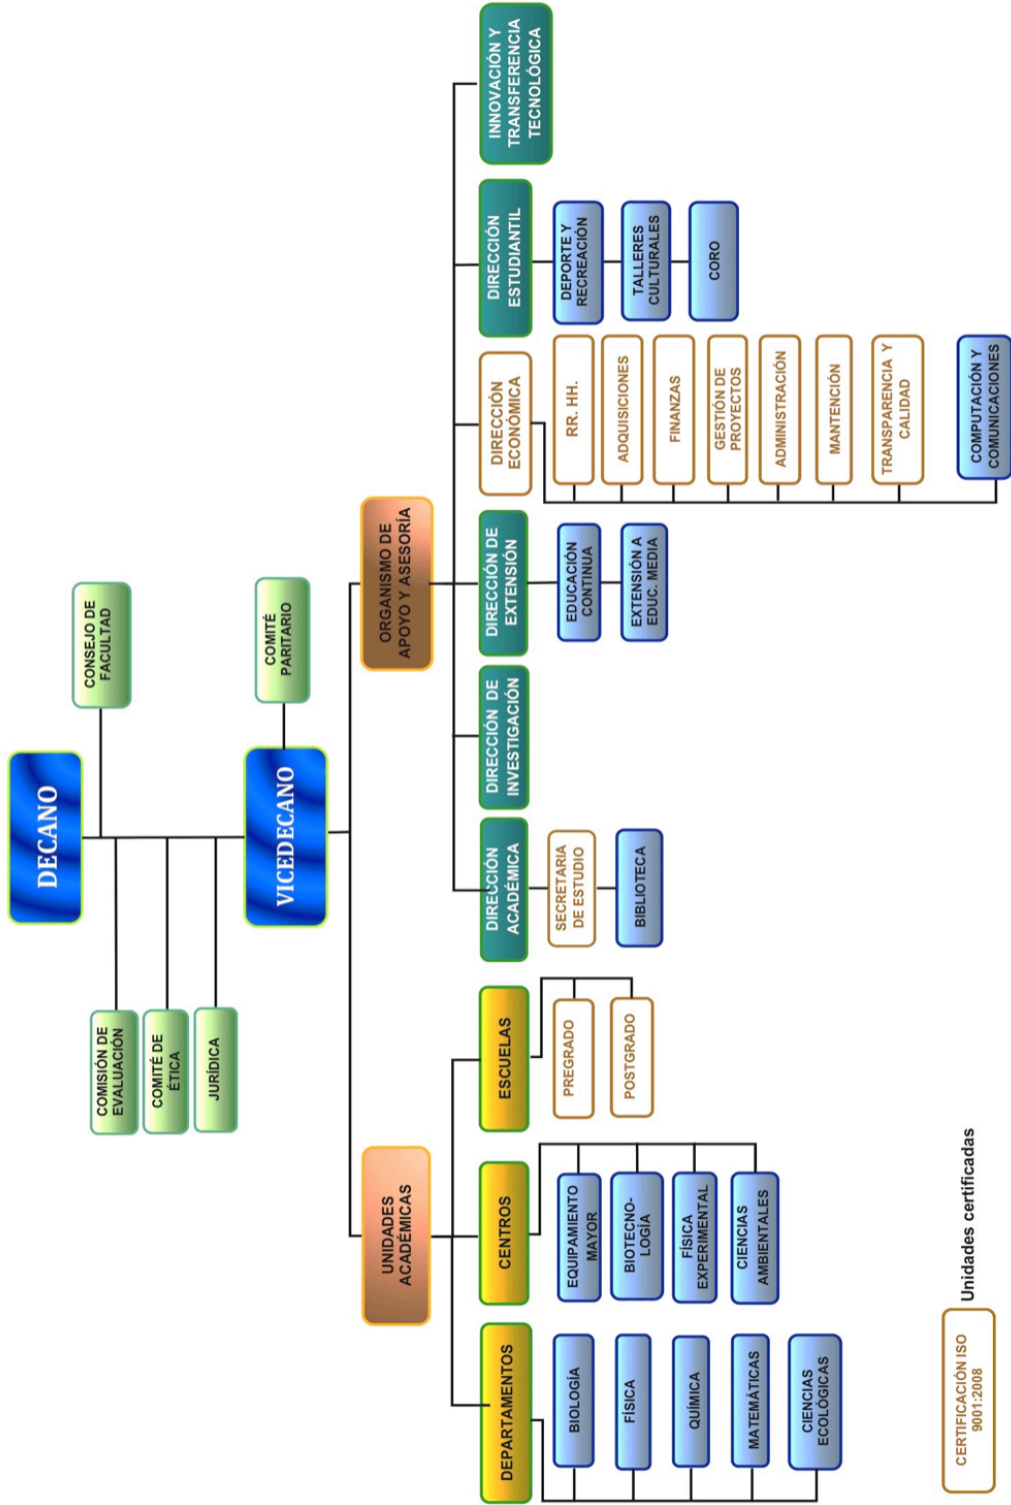 DECANO
CONSEJO DE
FACULTAD
COMISIÓN DE
EVALUACIÓN
COMITÉ DE
ÉTICA
JURÍDICA
VICEDECANO
COMITÉ
PARITARIO
UNIDADES
ACADÉMICAS
ORGANISMO DE
APOYO Y ASESORÍA
DEPARTAMENTOS
BIOLOGÍA
FÍSICA
QUÍMICA
MATEMÁTICAS
CIENCIAS
ECOLÓGICAS
CENTROS
EQUIPAMIENTO
MAYOR
BIOTECNO-
LOGÍA
FÍSICA
EXPERIMENTAL
CIENCIAS
AMBIENTALES
ESCUELAS
PREGRADO
POSTGRADO
DIRECCIÓN
ACADÉMICA
SECRETARIA
DE ESTUDIO
BIBLIOTECA
DIRECCIÓN DE
INVESTIGACIÓN
DIRECCIÓN DE
EXTENSIÓN
EDUCACIÓN
CONTINUA
EXTENSIÓN A
EDUC. MEDIA
DIRECCIÓN
ECONÓMICA
RR. HH.
ADQUISICIONES
FINANZAS
GESTIÓN DE
PROYECTOS
ADMINISTRACIÓN
MANTENCIÓN
TRANSPARENCIA Y
CALIDAD
COMPUTACIÓN Y
COMUNICACIONES
DIRECCIÓN
ESTUDIANTIL
DEPORTE Y
RECREACIÓN
TALLERES
CULTURALES
CORO
INNOVACIÓN Y
TRANSFERENCIA
TECNOLÓGICA
CERTIFICACIÓN ISO
9001:2008
Unidades certificadas